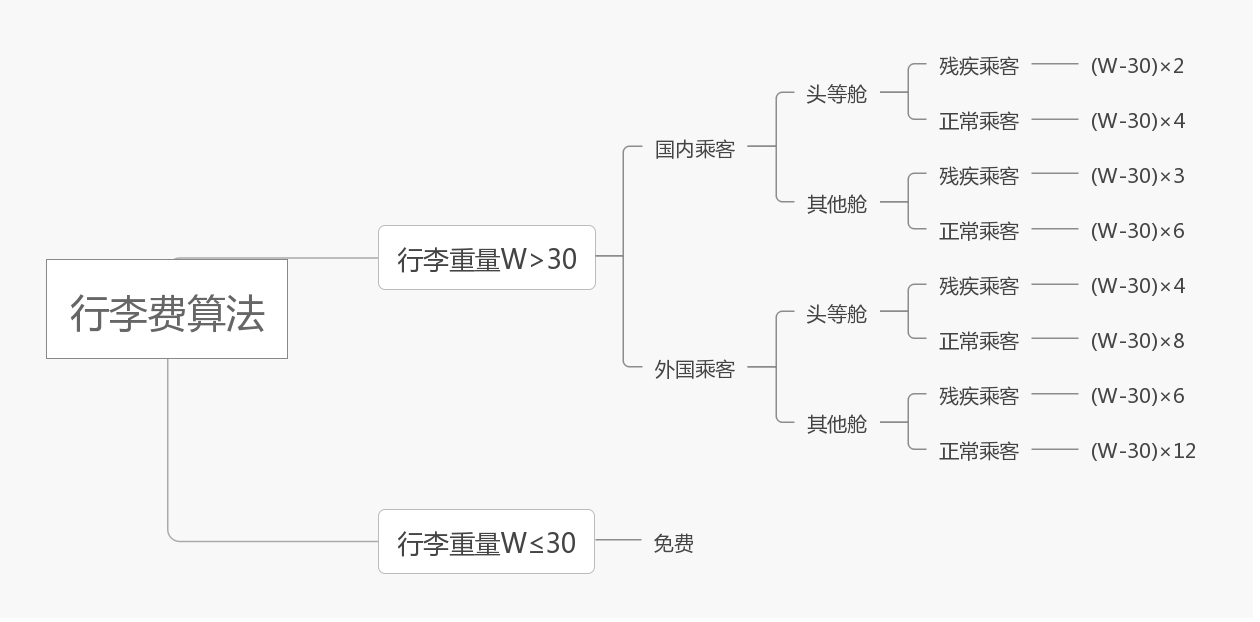 行李费算法
行李重量W>30
国内乘客
头等舱
残疾乘客
(W-30)×2
正常乘客
(W-30)×4
其他舱
残疾乘客
(W-30)×3
正常乘客
(W-30)×6
外国乘客
头等舱
残疾乘客
(W-30)×4
正常乘客
(W-30)×8
其他舱
残疾乘客
(W-30)×6
正常乘客
(W-30)×12
行李重量W≤30
免费